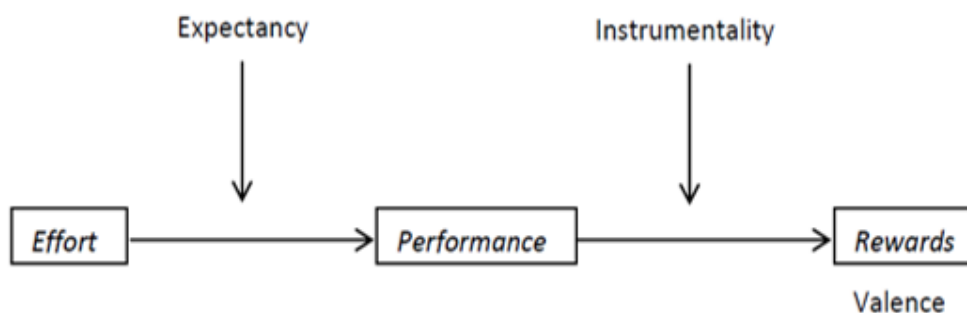 Expectancy
Instrumentality
Effort
Performance
Rewards
Valence